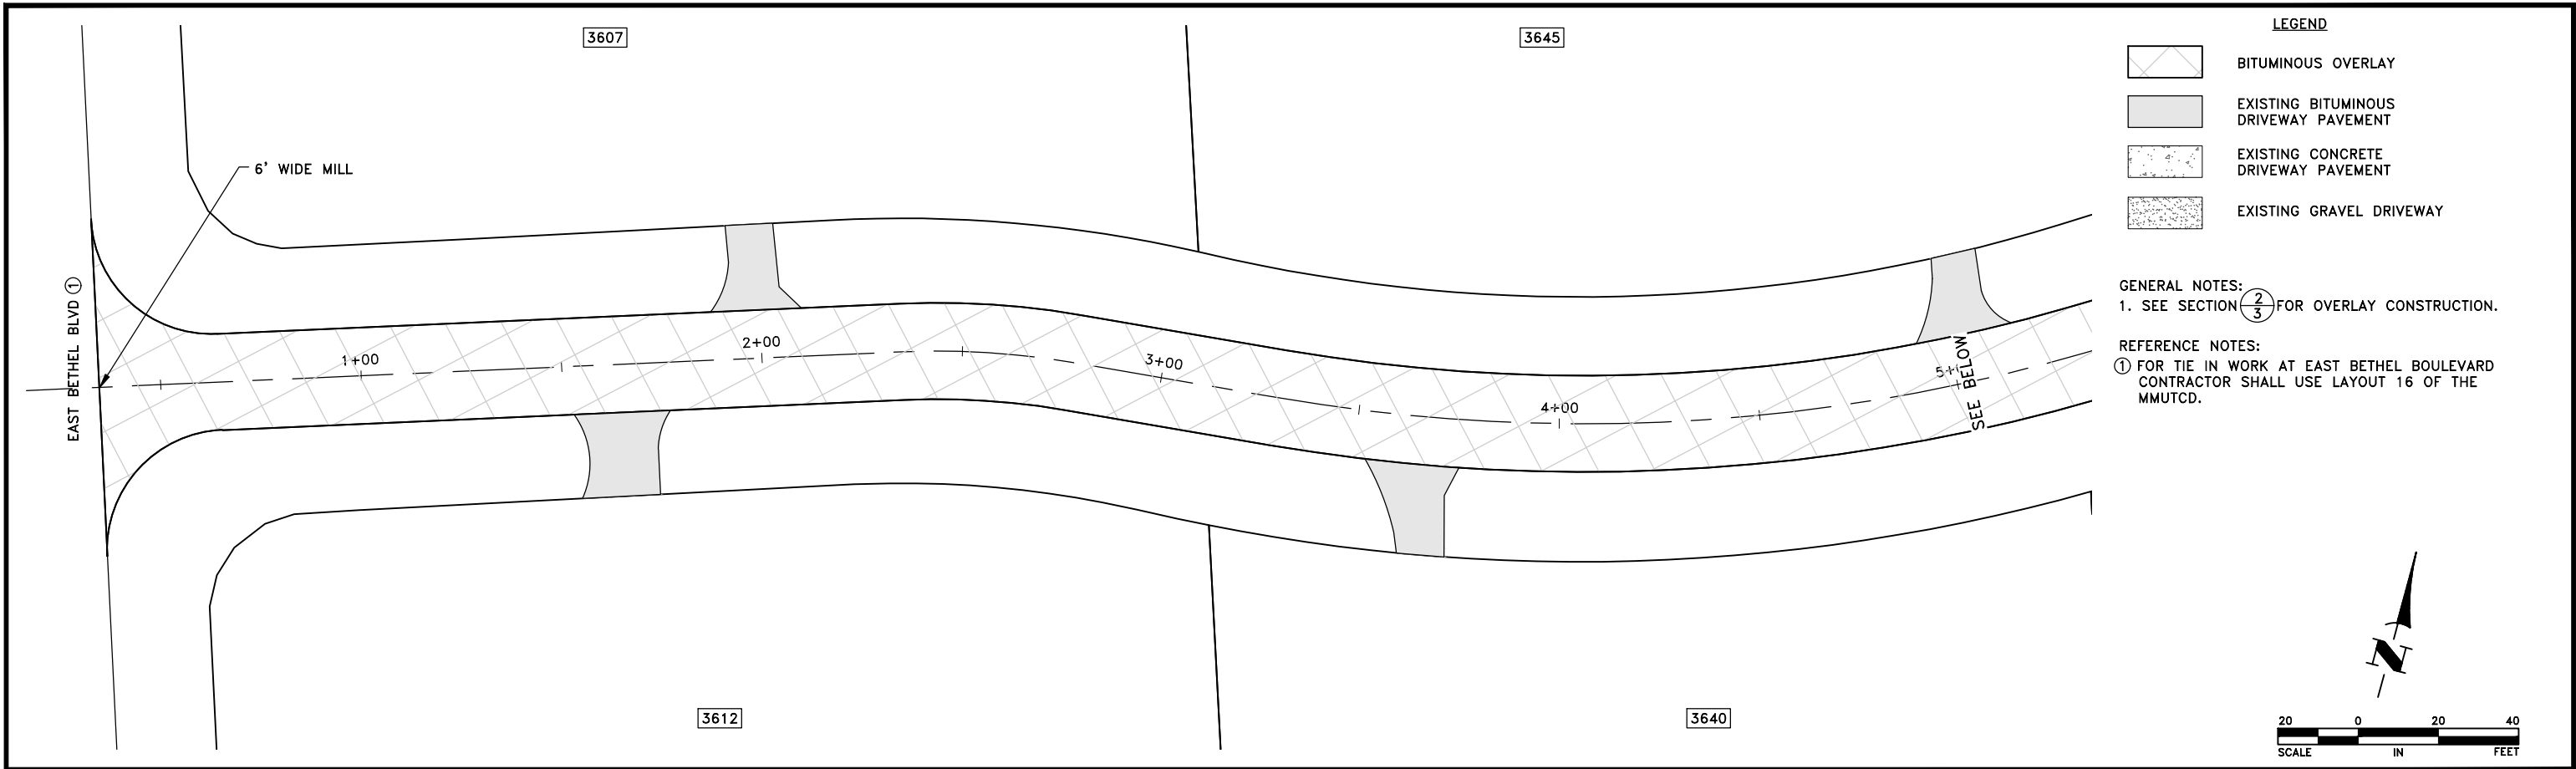 3607
3645
6' WIDE MILL
EAST BETHEL BLVD ①
1+00
2+00
3+00
4+00
SEE BELOW
3612
3640
LEGEND
BITUMINOUS OVERLAY
EXISTING BITUMINOUS
DRIVEWAY PAVEMENT
EXISTING CONCRETE
DRIVEWAY PAVEMENT
EXISTING GRAVEL DRIVEWAY
GENERAL NOTES:
1. SEE SECTION 2/3 FOR OVERLAY CONSTRUCTION.
REFERENCE NOTES:
① FOR TIE IN WORK AT EAST BETHEL BOULEVARD
CONTRACTOR SHALL USE LAYOUT 16 OF THE
MMUTCD.
N
20 0 20 40
SCALE IN FEET